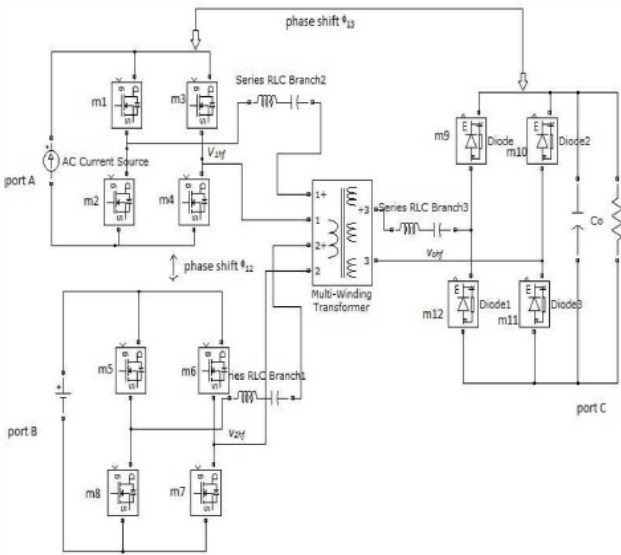 phase shift ϕ13
Series RLC Branch2
m1
m3
m9
Diode
m10
Diode2
V1hf
AC Current Source
port A
m2
m4
1+
1
2+
2
+3
3
Series RLC Branch3
Co
Vohf
Multi-Winding
Transformer
phase shift ϕ12
m12
Diode1
m11
Diode3
m5
m6
ries RLC Branch1
port C
port B
V2hf
m8
m7